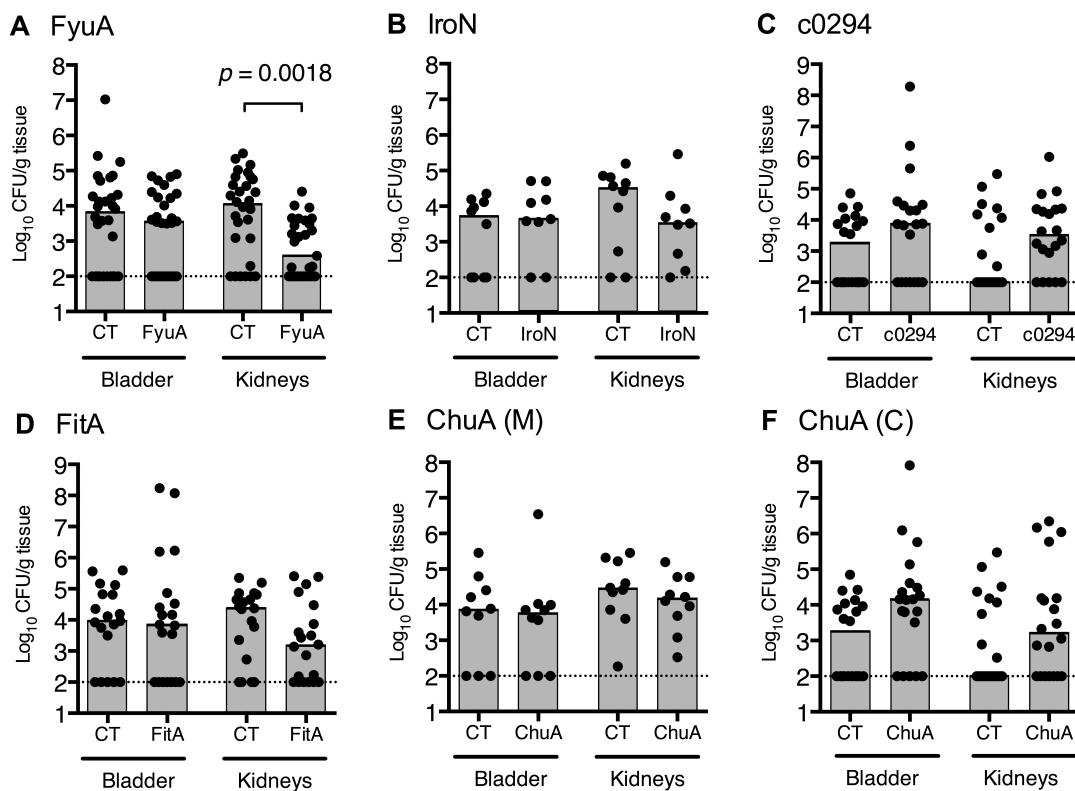 A FyuA
Log10 CFU/g tissue
8
7
6
5
4
3
2
1
p = 0.0018
CT FyuA CT FyuA
Bladder Kidneys
B IroN
Log10 CFU/g tissue
8
7
6
5
4
3
2
1
CT IroN CT IroN
Bladder Kidneys
C c0294
Log10 CFU/g tissue
9
8
7
6
5
4
3
2
1
CT c0294 CT c0294
Bladder Kidneys
D FitA
Log10 CFU/g tissue
9
8
7
6
5
4
3
2
1
CT FitA CT FitA
Bladder Kidneys
E ChuA (M)
Log10 CFU/g tissue
8
7
6
5
4
3
2
1
CT ChuA CT ChuA
Bladder Kidneys
F ChuA (C)
Log10 CFU/g tissue
8
7
6
5
4
3
2
1
CT ChuA CT ChuA
Bladder Kidneys